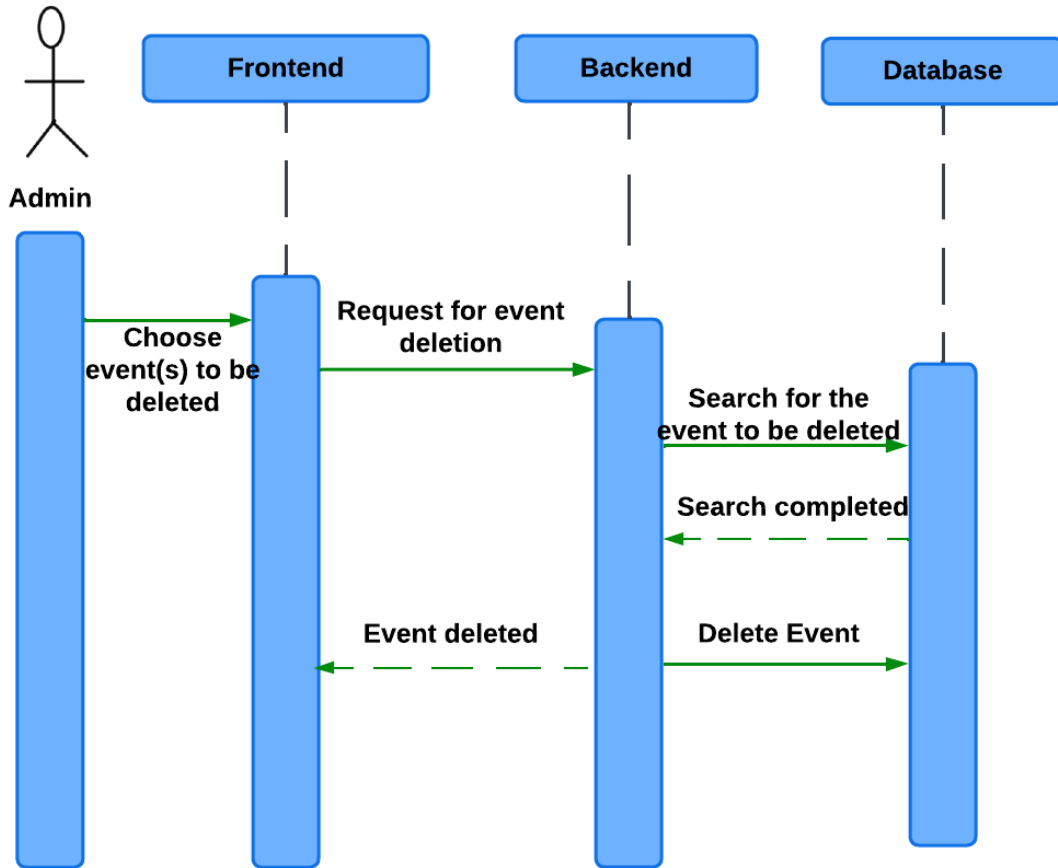 Frontend
Backend
Database
Admin
Choose
event(s) to be
deleted
Request for event
deletion
Search for the
event to be deleted
Search completed
Event deleted
Delete Event